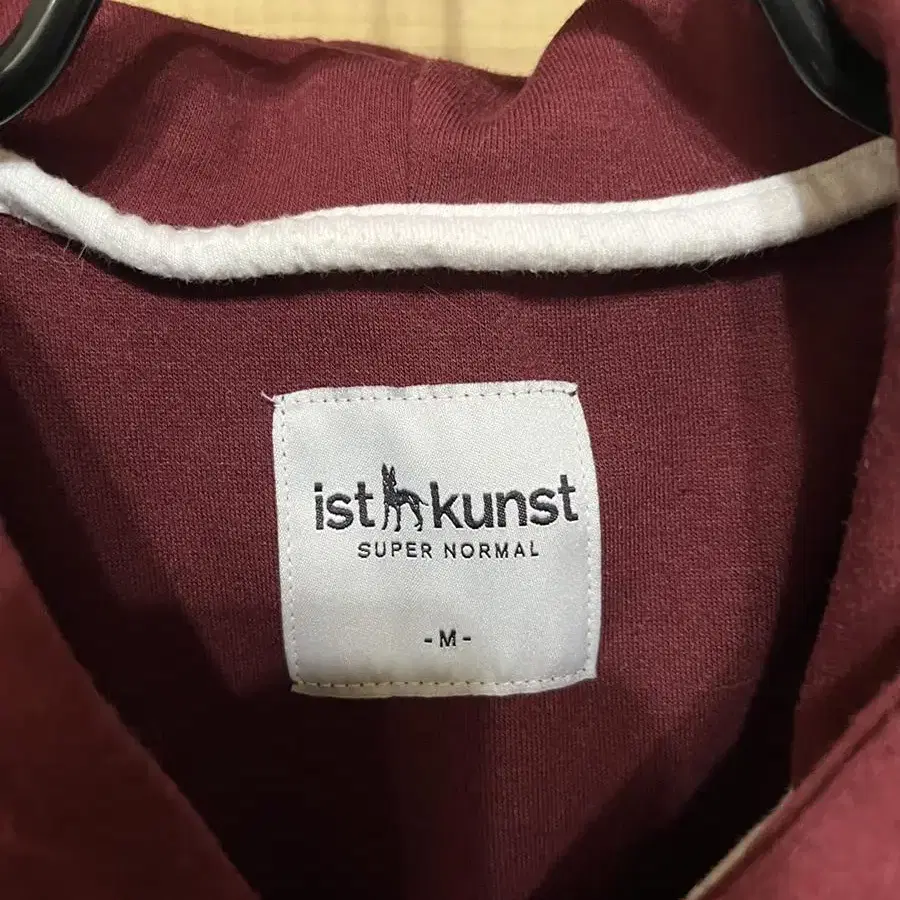 ist kunst
SUPER NORMAL
- M -